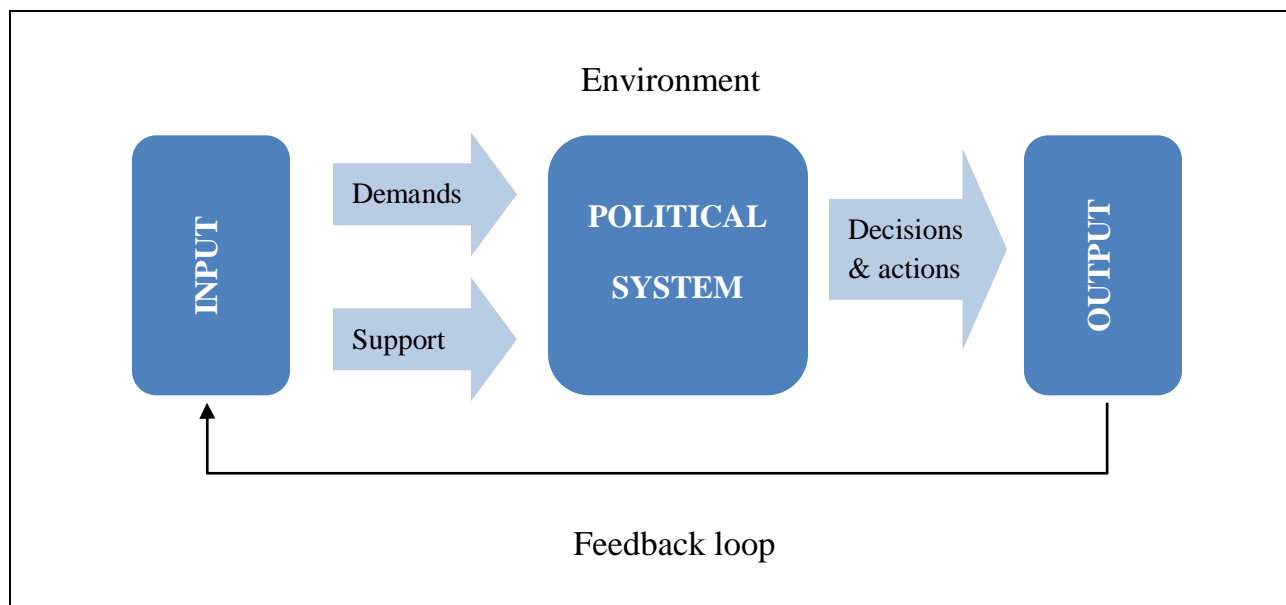 Environment
INPUT
Demands
Support
POLITICAL
SYSTEM
Decisions
& actions
OUTPUT
Feedback loop